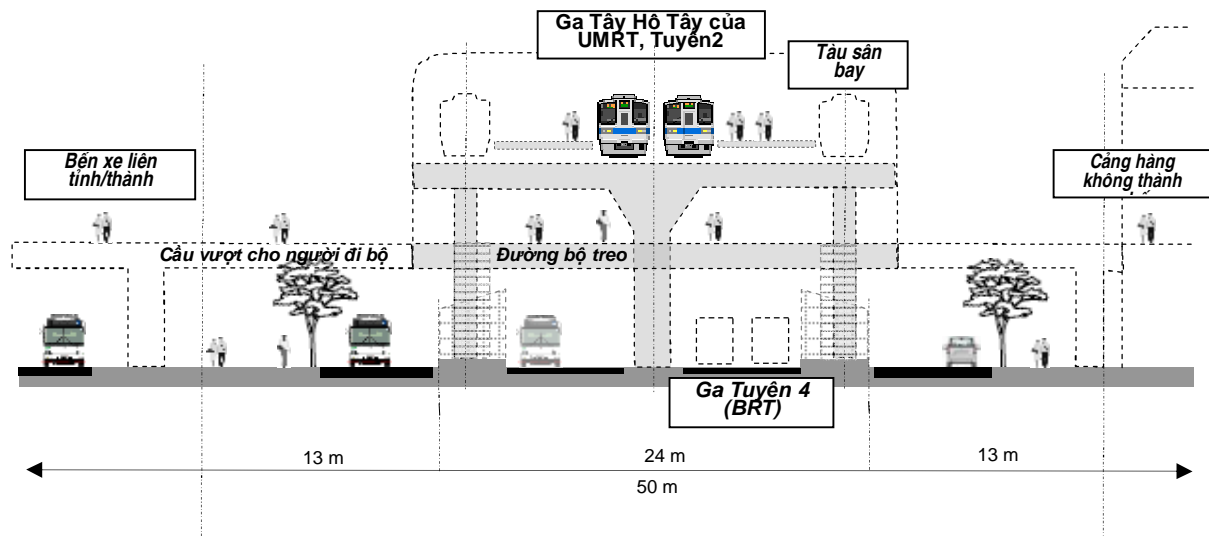 Ga Tây Hồ Tây của
UMRT, Tuyến2
Tàu sân
bay
Bến xe liên
tỉnh/thành
Cảng hàng
không thành
Cầu vượt cho người đi bộ
Đường bộ treo
Ga Tuyên 4
(BRT)
13 m
24 m
13 m
50 m